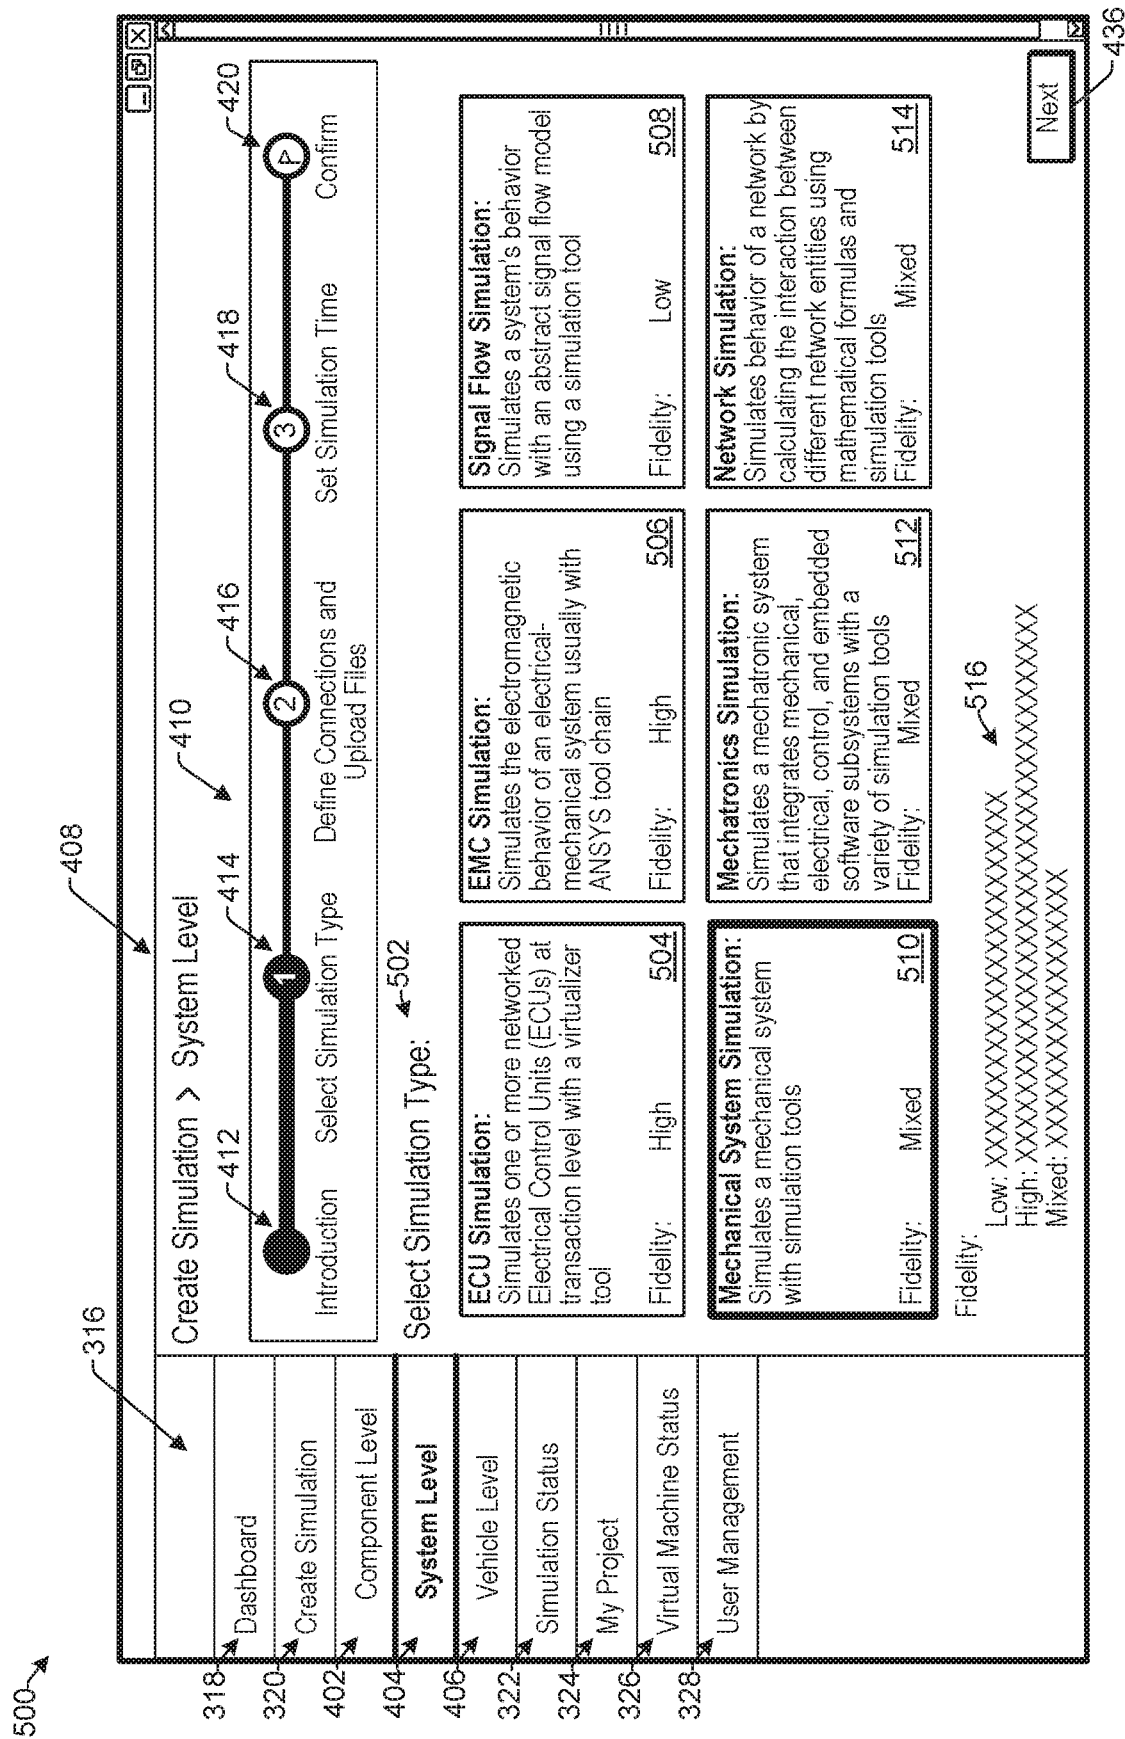 500
316
408
Create Simulation > System Level
410
412
414
416
418
420
1
2
3
P
Introduction
Select Simulation Type
Define Connections and
Upload Files
Set Simulation Time
Confirm
318
Dashboard
320
Create Simulation
402
Component Level
404
System Level
406
Vehicle Level
322
Simulation Status
324
My Project
326
Virtual Machine Status
328
User Management
Select Simulation Type:
502
ECU Simulation:
Simulates one or more networked
Electrical Control Units (ECUs) at
transaction level with a virtualizer
tool
Fidelity: High
504
EMC Simulation:
Simulates the electromagnetic
behavior of an electrical-
mechanical system usually with
ANSYS tool chain
Fidelity: High
506
Signal Flow Simulation:
Simulates a system's behavior
with an abstract signal flow model
using a simulation tool
Fidelity: Low
508
Mechanical System Simulation:
Simulates a mechanical system
with simulation tools
Fidelity: Mixed
510
Mechatronics Simulation:
Simulates a mechatronic system
that integrates mechanical,
electrical, control, and embedded
software subsystems with a
variety of simulation tools
Fidelity: Mixed
512
Network Simulation:
Simulates behavior of a network by
calculating the interaction between
different network entities using
mathematical formulas and
simulation tools
Fidelity: Mixed
514
Fidelity:
516
Low: XXXXXXXXXXXXXXXXXXXXXXXXXX
High: XXXXXXXXXXXXXXXXXXXXXXXXXXXXXXXXXXXXXX
Mixed: XXXXXXXXXXXXXXXXXXXX
Next
436